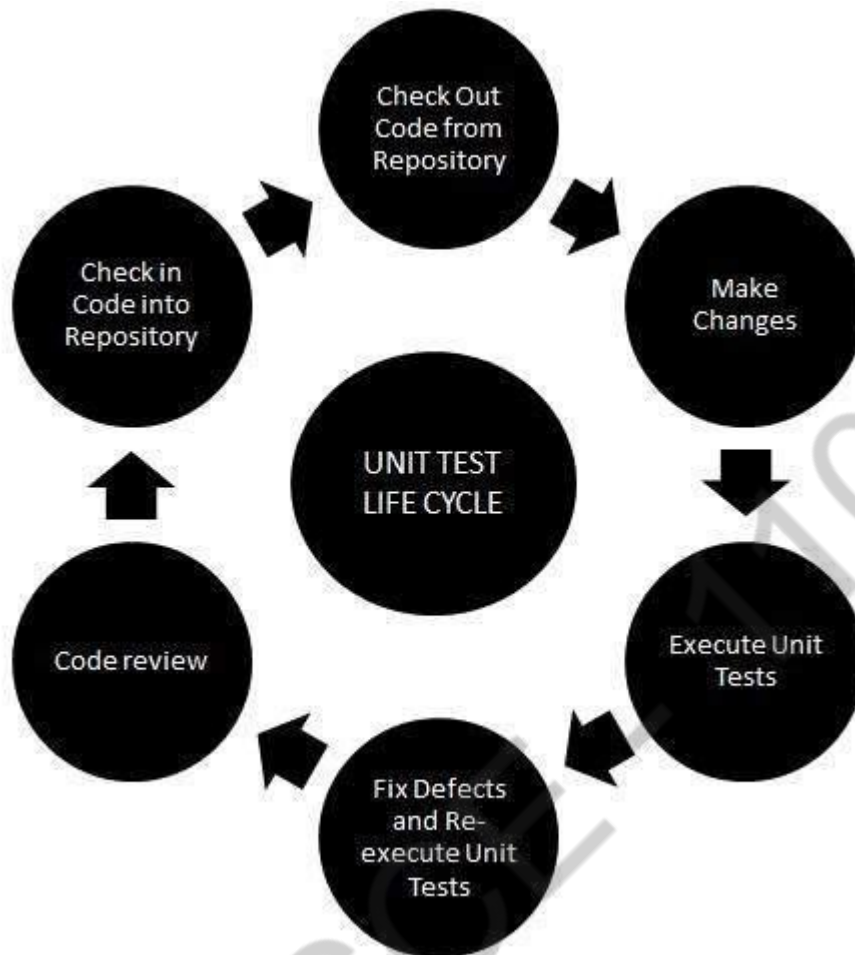 Check Out
Code from
Repository
Make
Changes
Execute Unit
Tests
Fix Defects
and Re-
execute Unit
Tests
Code review
Check in
Code into
Repository
UNIT TEST
LIFE CYCLE